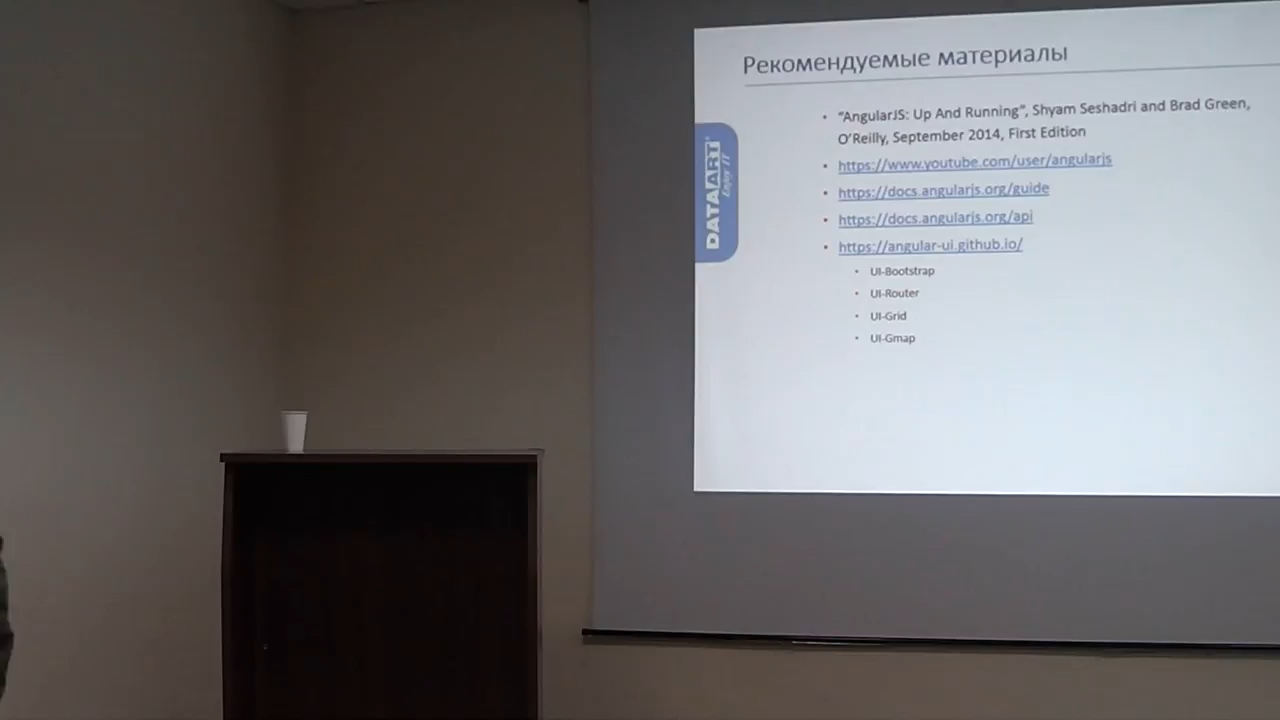 Рекомендуемые материалы
"AngularJS: Up And Running", Shyam Seshadri and Brad Green,
O'Reilly, September 2014, First Edition
https://www.youtube.com/user/angularjs
https://docs.angularjs.org/guide
https://docs.angularjs.org/api
https://angular-ui.github.io/
UI-Bootstrap
UI-Router
UI-Grid
UI-Gmap
DATAART
Enjoy IT